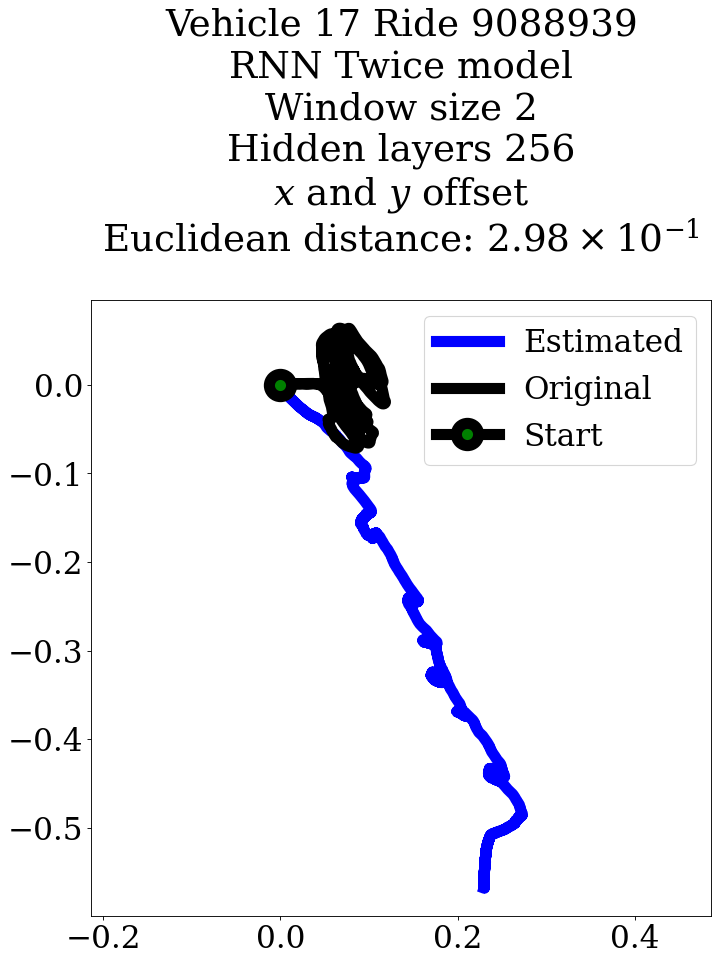 Vehicle 17 Ride 9088939
RNN Twice model
Window size 2
Hidden layers 256
x and y offset
Euclidean distance: 2.98 × 10⁻¹
Estimated
Original
Start
0.0
−0.1
−0.2
−0.3
−0.4
−0.5
−0.2 0.0 0.2 0.4